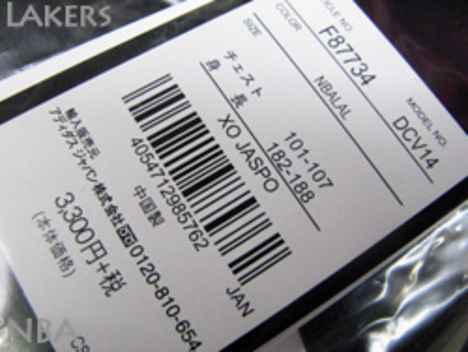 LAKERS
F87734
MODEL NO.
DCV14
COLOR
NBALAL
SIZE
チェスト 101-107
身長 182-188
XO JASPO
4054712985762
JAN
中国製
輸入販売元
アディダス ジャパン株式会社 0120-810-654
3,300円+税
(本体価格)
CS
NBA